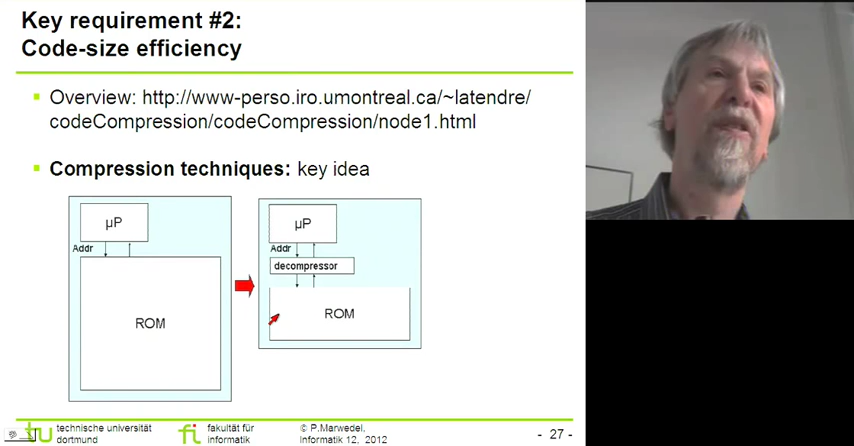 Key requirement #2:
Code-size efficiency
Overview: http://www-perso.iro.umontreal.ca/~latendre/
codeCompression/codeCompression/node1.html
Compression techniques: key idea
µP
Addr
ROM
µP
Addr
decompressor
ROM
tu
technische universität
dortmund
fi
fakultät für
informatik
© P.Marwedel,
Informatik 12, 2012
- 27 -